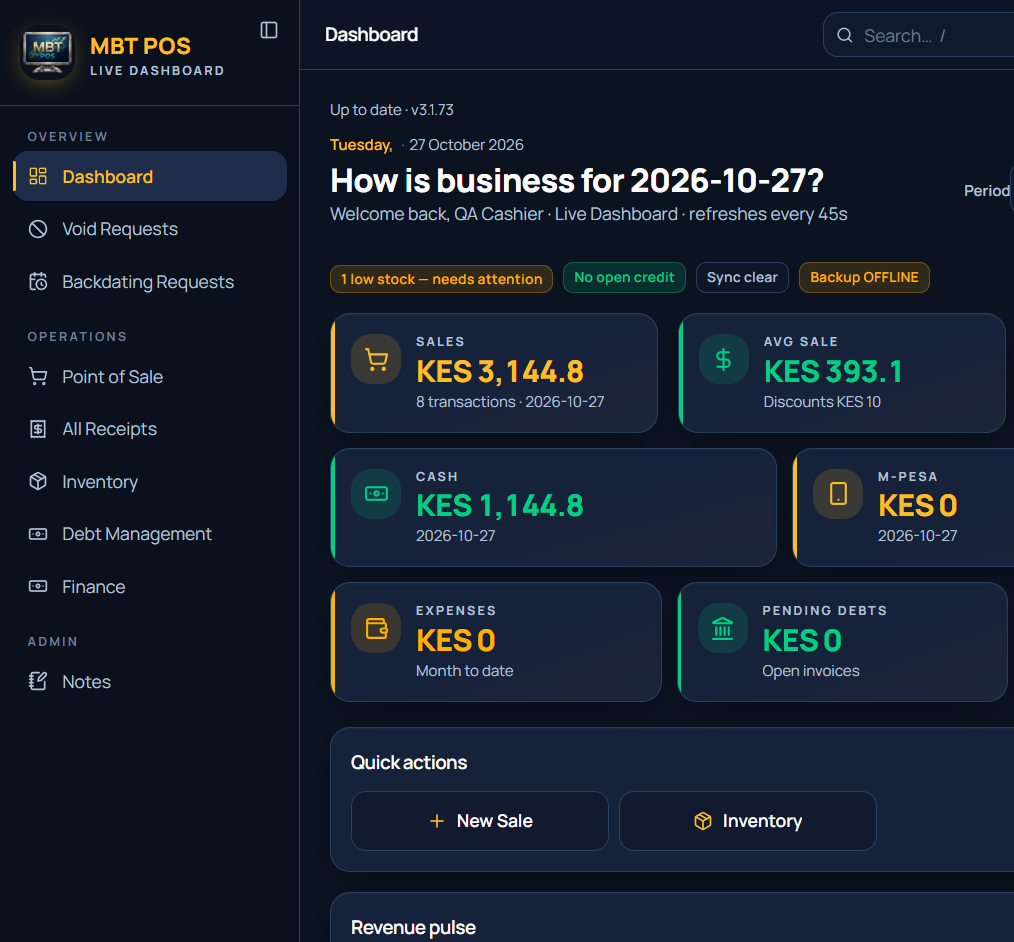 MBT
POS
MBT POS
LIVE DASHBOARD
OVERVIEW
Dashboard
Void Requests
Backdating Requests
OPERATIONS
Point of Sale
All Receipts
Inventory
Debt Management
Finance
ADMIN
Notes
Dashboard
Search... /
Up to date · v3.1.73
Tuesday, · 27 October 2026
How is business for 2026-10-27?
Welcome back, QA Cashier · Live Dashboard · refreshes every 45s
Period
1 low stock — needs attention
No open credit
Sync clear
Backup OFFLINE
SALES
KES 3,144.8
8 transactions · 2026-10-27
AVG SALE
KES 393.1
Discounts KES 10
CASH
KES 1,144.8
2026-10-27
M-PESA
KES 0
2026-10-27
EXPENSES
KES 0
Month to date
PENDING DEBTS
KES 0
Open invoices
Quick actions
New Sale
Inventory
Revenue pulse